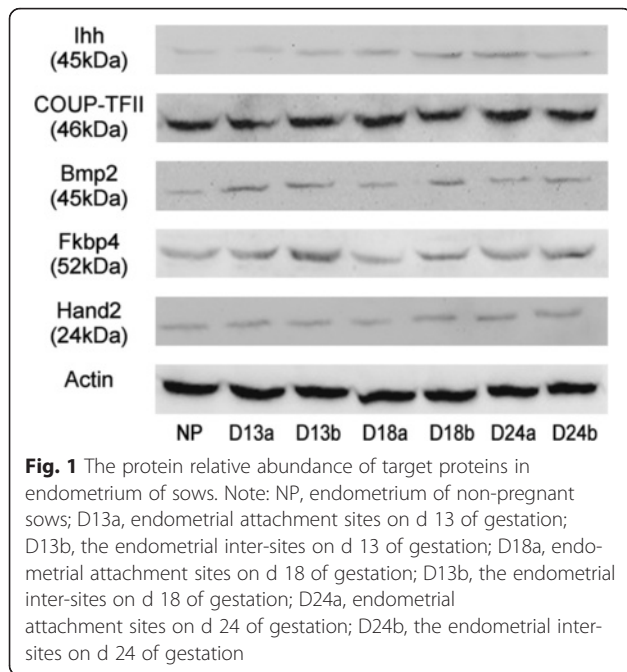 Ihh
(45kDa)
COUP-TFII
(46kDa)
Bmp2
(45kDa)
Fkbp4
(52kDa)
Hand2
(24kDa)
Actin
NP D13a D13b D18a D18b D24a D24b
Fig. 1 The protein relative abundance of target proteins in
endometrium of sows. Note: NP, endometrium of non-pregnant
sows; D13a, endometrial attachment sites on d 13 of gestation;
D13b, the endometrial inter-sites on d 13 of gestation; D18a, endo-
metrial attachment sites on d 18 of gestation; D13b, the endometrial
inter-sites on d 18 of gestation; D24a, endometrial
attachment sites on d 24 of gestation; D24b, the endometrial inter-
sites on d 24 of gestation